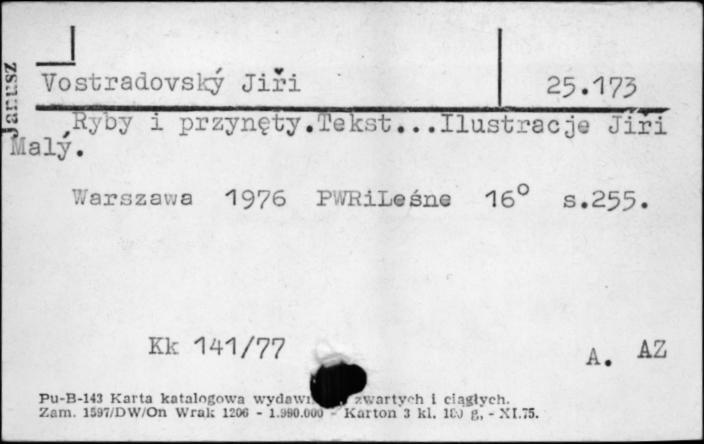 Janusz
Vostradovský Jiři 25.173
Ryby i przynęty.Tekst...Ilustracje Jiři
Malý.
Warszawa 1976 PWRiLeśne 16° s.255.
Kk 141/77
A. AZ
Pu-B-143 Karta katalogowa zwartych i ciągłych.
Zam. 1597/DW/On Wrak 1206 - 1.990.000 - Karton 3 kl. g, - XI.75.